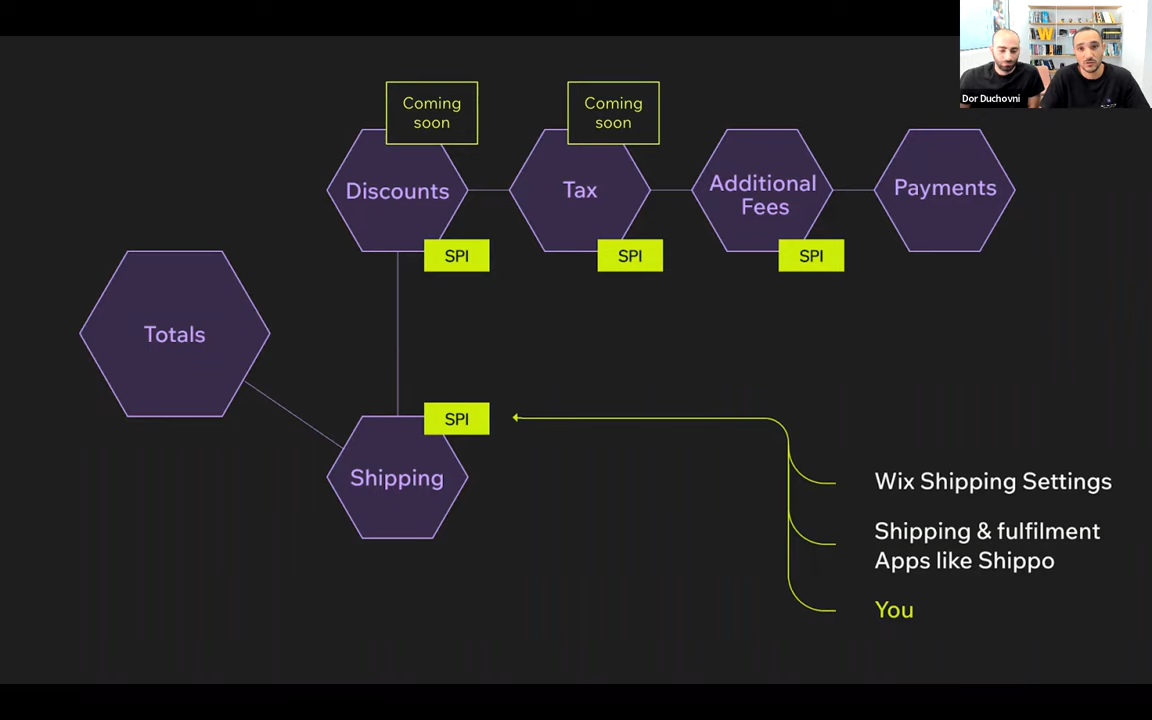 Dor Duchovni
Coming
soon
Coming
soon
Discounts
Tax
Additional
Fees
Payments
SPI
SPI
SPI
Totals
SPI
Shipping
Wix Shipping Settings
Shipping & fulfilment
Apps like Shippo
You